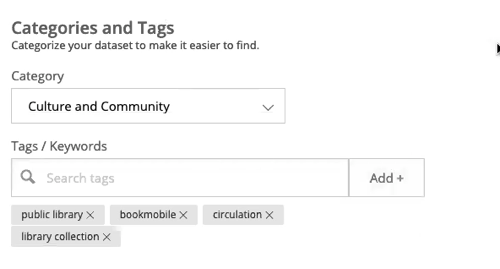 Categories and Tags
Categorize your dataset to make it easier to find.
Category
Culture and Community
Tags / Keywords
Search tags
Add +
public library ×
bookmobile ×
circulation ×
library collection ×